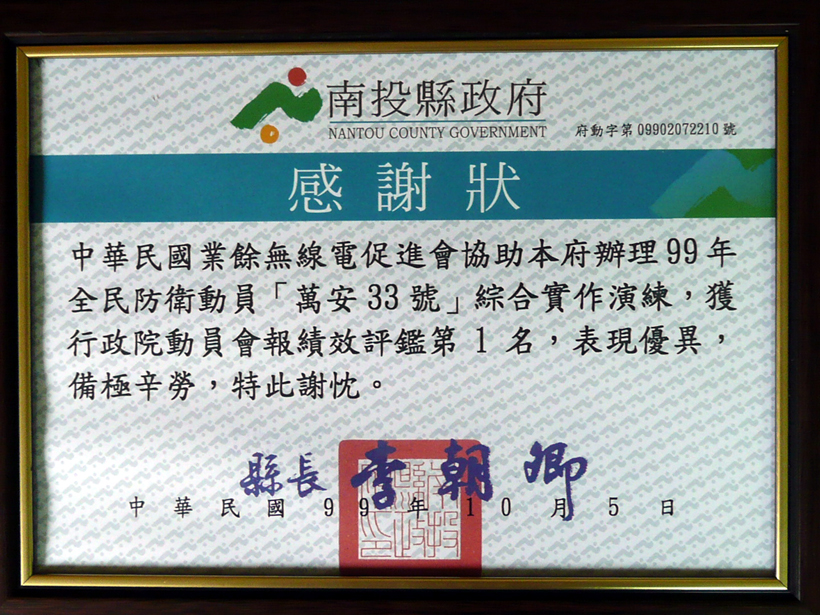 南投縣政府
NANTOU COUNTY GOVERNMENT
府動字第 09902072210 號
感謝狀
中華民國業餘無線電促進會協助本府辦理99年
全民防衛動員「萬安33號」綜合實作演練，獲
行政院動員會報績效評鑑第1名，表現優異，
備極辛勞，特此謝忱。
縣長 李朝卿
中華民國99年10月5日